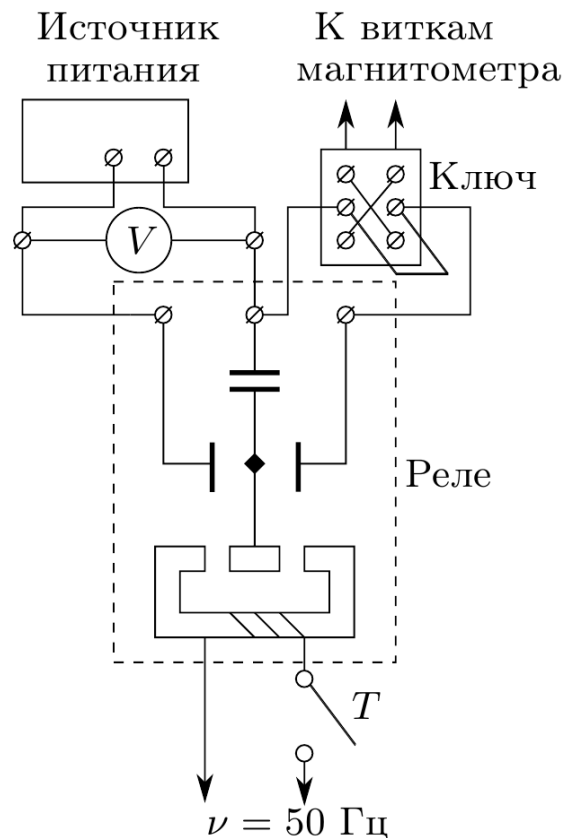 Источник
питания
К виткам
магнитометра
Ключ
V
Реле
T
ν = 50 Гц